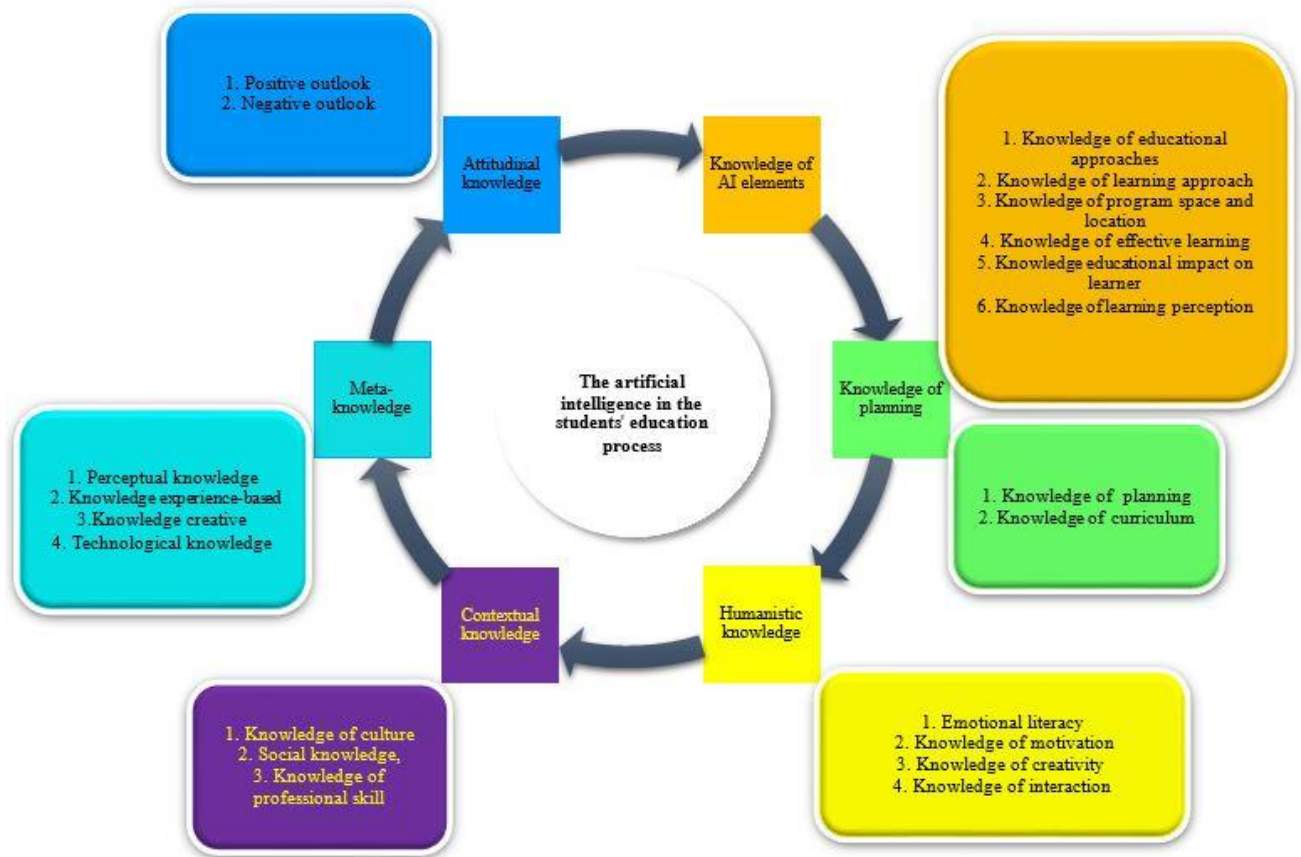 1. Positive outlook
2. Negative outlook
Attitudinal
knowledge
Knowledge of
AI elements
1. Knowledge of educational
approaches
2. Knowledge of learning approach
3. Knowledge of program space and
location
4. Knowledge of effective learning
5. Knowledge educational impact on
learner
6. Knowledge of learning perception
Knowledge of
planning
1. Knowledge of planning
2. Knowledge of curriculum
Humanistic
knowledge
1. Emotional literacy
2. Knowledge of motivation
3. Knowledge of creativity
4. Knowledge of interaction
Contextual
knowledge
1. Knowledge of culture
2. Social knowledge,
3. Knowledge of
professional skill
Meta-
knowledge
1. Perceptual knowledge
2. Knowledge experience-based
3.Knowledge creative
4. Technological knowledge
The artificial
intelligence in the
students' education
process